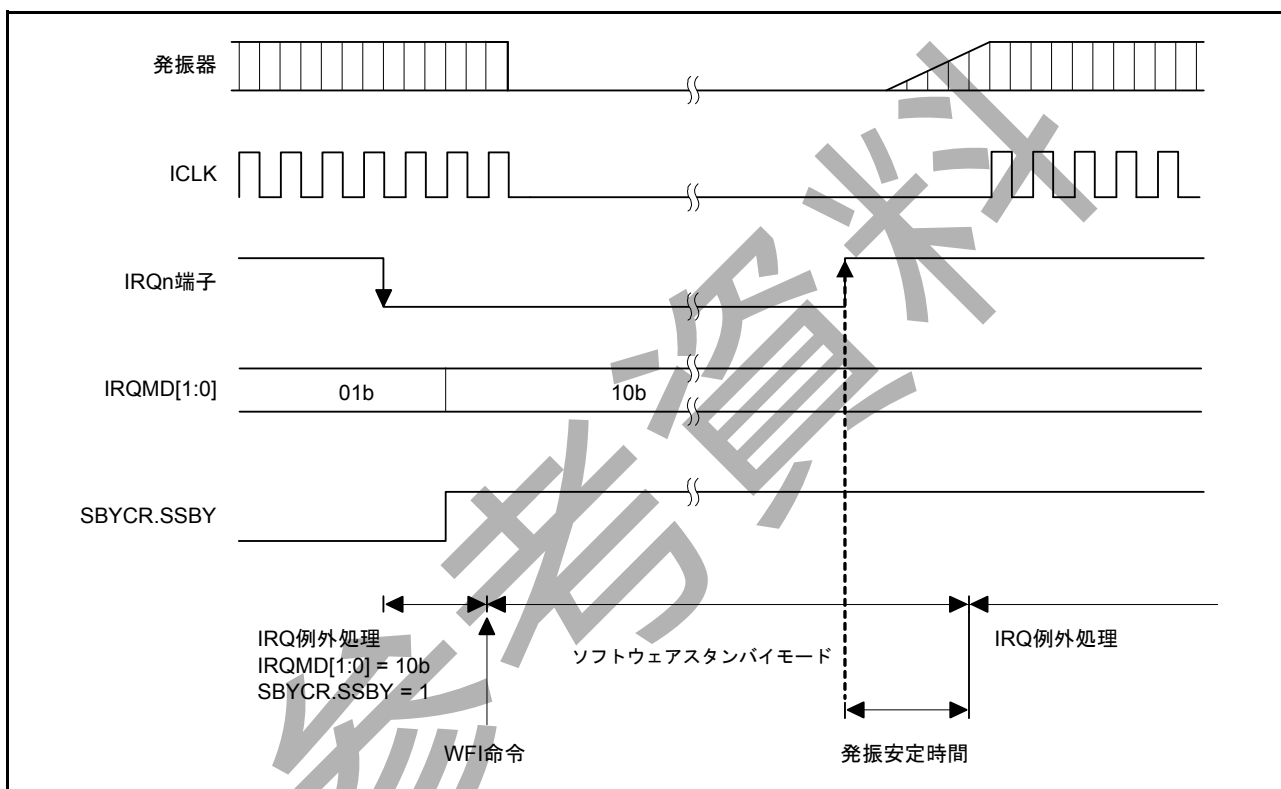 発振器
ICLK
IRQn端子
IRQMD[1:0]
01b
10b
SBYCR.SSBY
IRQ例外処理
IRQMD[1:0] = 10b
SBYCR.SSBY = 1
ソフトウェアスタンバイモード
IRQ例外処理
WFI命令
発振安定時間
参考資料